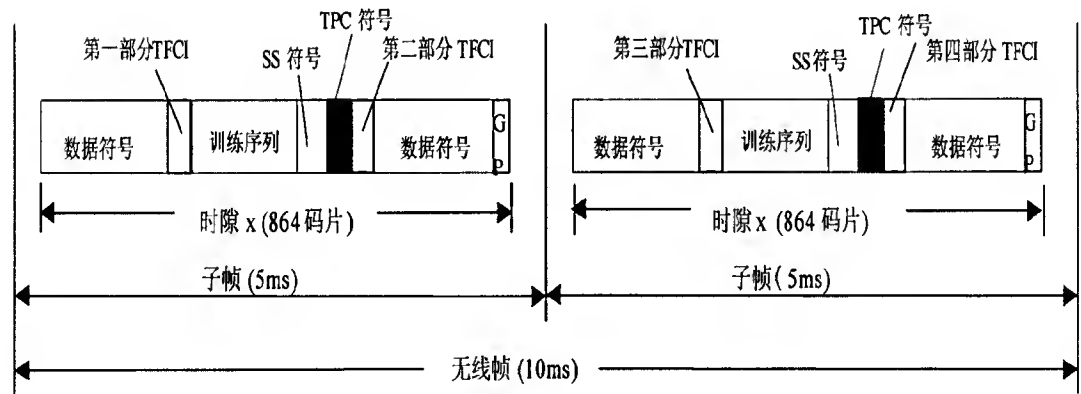 TPC 符号
第一部分TFCI
SS 符号
第二部分 TFCI
数据符号
训练序列
数据符号
G
P
时隙 x (864 码片)
子帧 (5ms)
TPC 符号
第三部分TFCI
SS符号
第四部分 TFCI
数据符号
训练序列
数据符号
G
P
时隙 x (864 码片)
子帧 ( 5ms)
无线帧 (10ms)